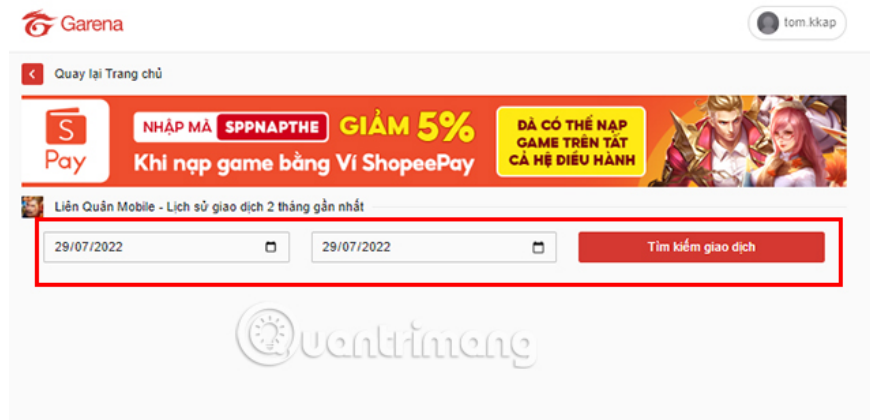 Garena
tom.kkap
Quay lại Trang chủ
S Pay
NHẬP MÃ SPPNAPTHE GIẢM 5%
Khi nạp game bằng Ví ShopeePay
ĐÃ CÓ THỂ NẠP
GAME TRÊN TẤT
CẢ HỆ ĐIỀU HÀNH
Liên Quân Mobile - Lịch sử giao dịch 2 tháng gần nhất
29/07/2022
29/07/2022
Tìm kiếm giao dịch
Quantrimang